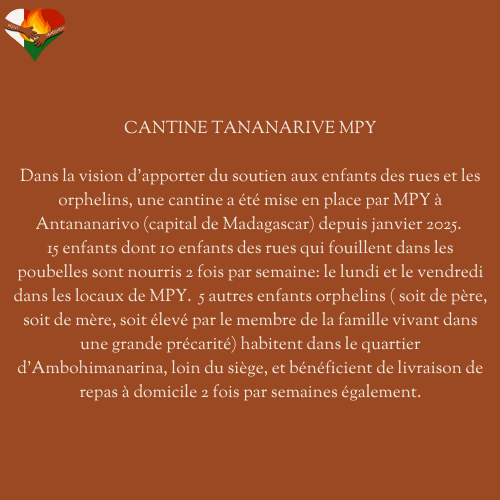 CANTINE TANANARIVE MPY
Dans la vision d'apporter du soutien aux enfants des rues et les
orphelins, une cantine a été mise en place par MPY à
Antananarivo (capital de Madagascar) depuis janvier 2025.
15 enfants dont 10 enfants des rues qui fouillent dans les
poubelles sont nourris 2 fois par semaine: le lundi et le vendredi
dans les locaux de MPY. 5 autres enfants orphelins ( soit de père,
soit de mère, soit élevé par le membre de la famille vivant dans
une grande précarité) habitent dans le quartier
d'Ambohimanarina, loin du siège, et bénéficient de livraison de
repas à domicile 2 fois par semaines également.